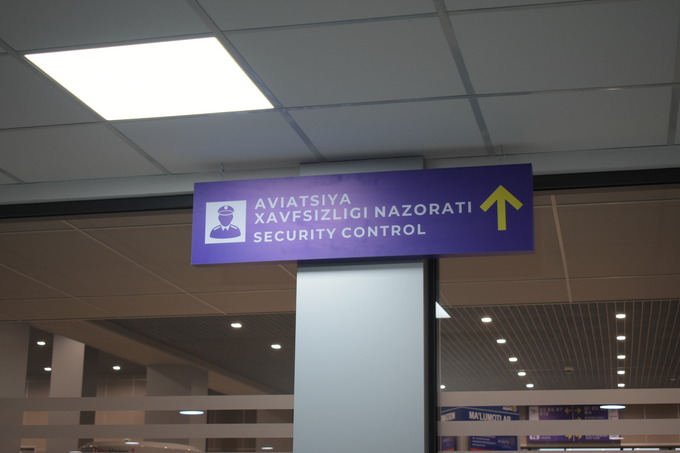 AVIATSIYA
XAVFSIZLIGI NAZORATI
SECURITY CONTROL
MA'LUMOTLAR